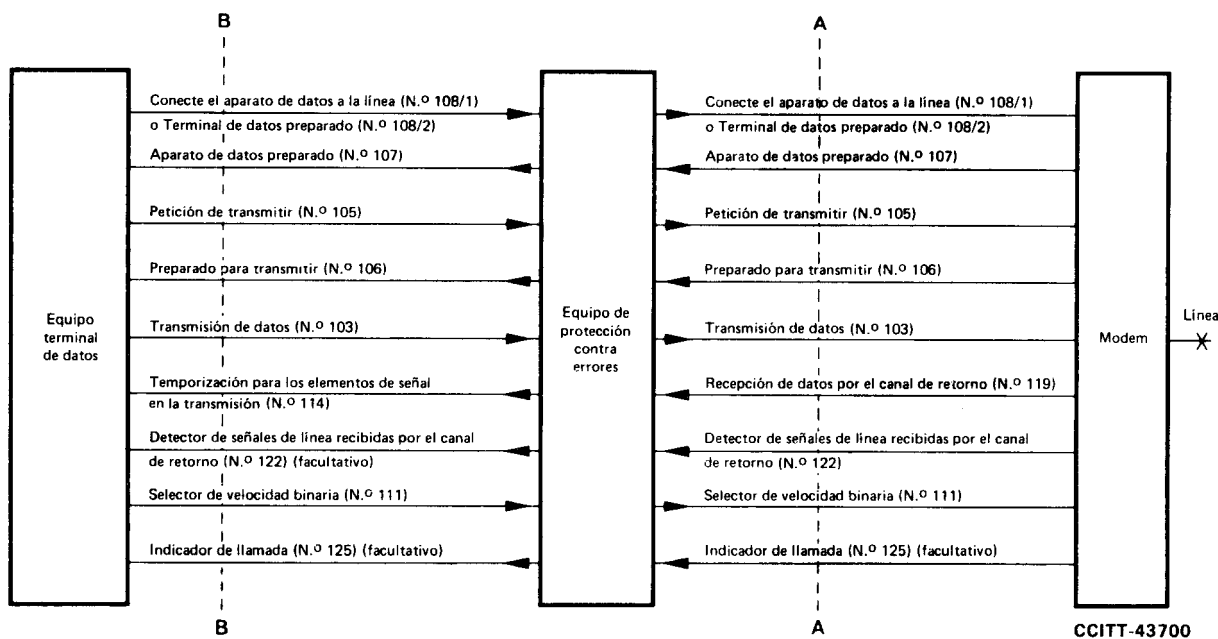 B
A
Conecte el aparato de datos a la línea (N.º 108/1)
o Terminal de datos preparado (N.º 108/2)
Aparato de datos preparado (N.º 107)
Petición de transmitir (N.º 105)
Preparado para transmitir (N.º 106)
Equipo
terminal
de datos
Transmisión de datos (N.º 103)
Temporización para los elementos de señal
en la transmisión (N.º 114)
Detector de señales de línea recibidas por el canal
de retorno (N.º 122) (facultativo)
Selector de velocidad binaria (N.º 111)
Indicador de llamada (N.º 125) (facultativo)
Equipo de
protección
contra
errores
Conecte el aparato de datos a la línea (N.º 108/1)
o Terminal de datos preparado (N.º 108/2)
Aparato de datos preparado (N.º 107)
Petición de transmitir (N.º 105)
Preparado para transmitir (N.º 106)
Transmisión de datos (N.º 103)
Recepción de datos por el canal de retorno (N.º 119)
Detector de señales de línea recibidas por el canal
de retorno (N.º 122)
Selector de velocidad binaria (N.º 111)
Indicador de llamada (N.º 125) (facultativo)
Modem
Línea
B
A
CCITT-43700